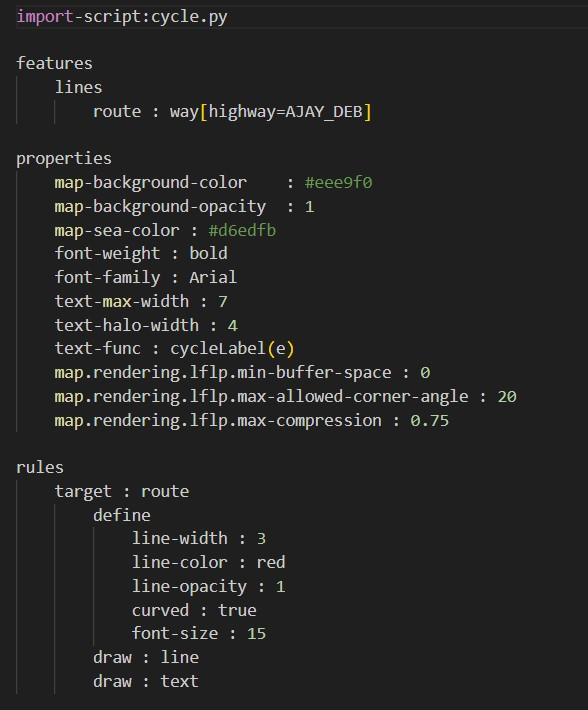 import-script:cycle.py
features
lines
route : way[highway=AJAY_DEB]
properties
map-background-color : #eee9f0
map-background-opacity : 1
map-sea-color : #d6edfb
font-weight : bold
font-family : Arial
text-max-width : 7
text-halo-width : 4
text-func : cycleLabel(e)
map.rendering.lflp.min-buffer-space : 0
map.rendering.lflp.max-allowed-corner-angle : 20
map.rendering.lflp.max-compression : 0.75
rules
target : route
define
line-width : 3
line-color : red
line-opacity : 1
curved : true
font-size : 15
draw : line
draw : text